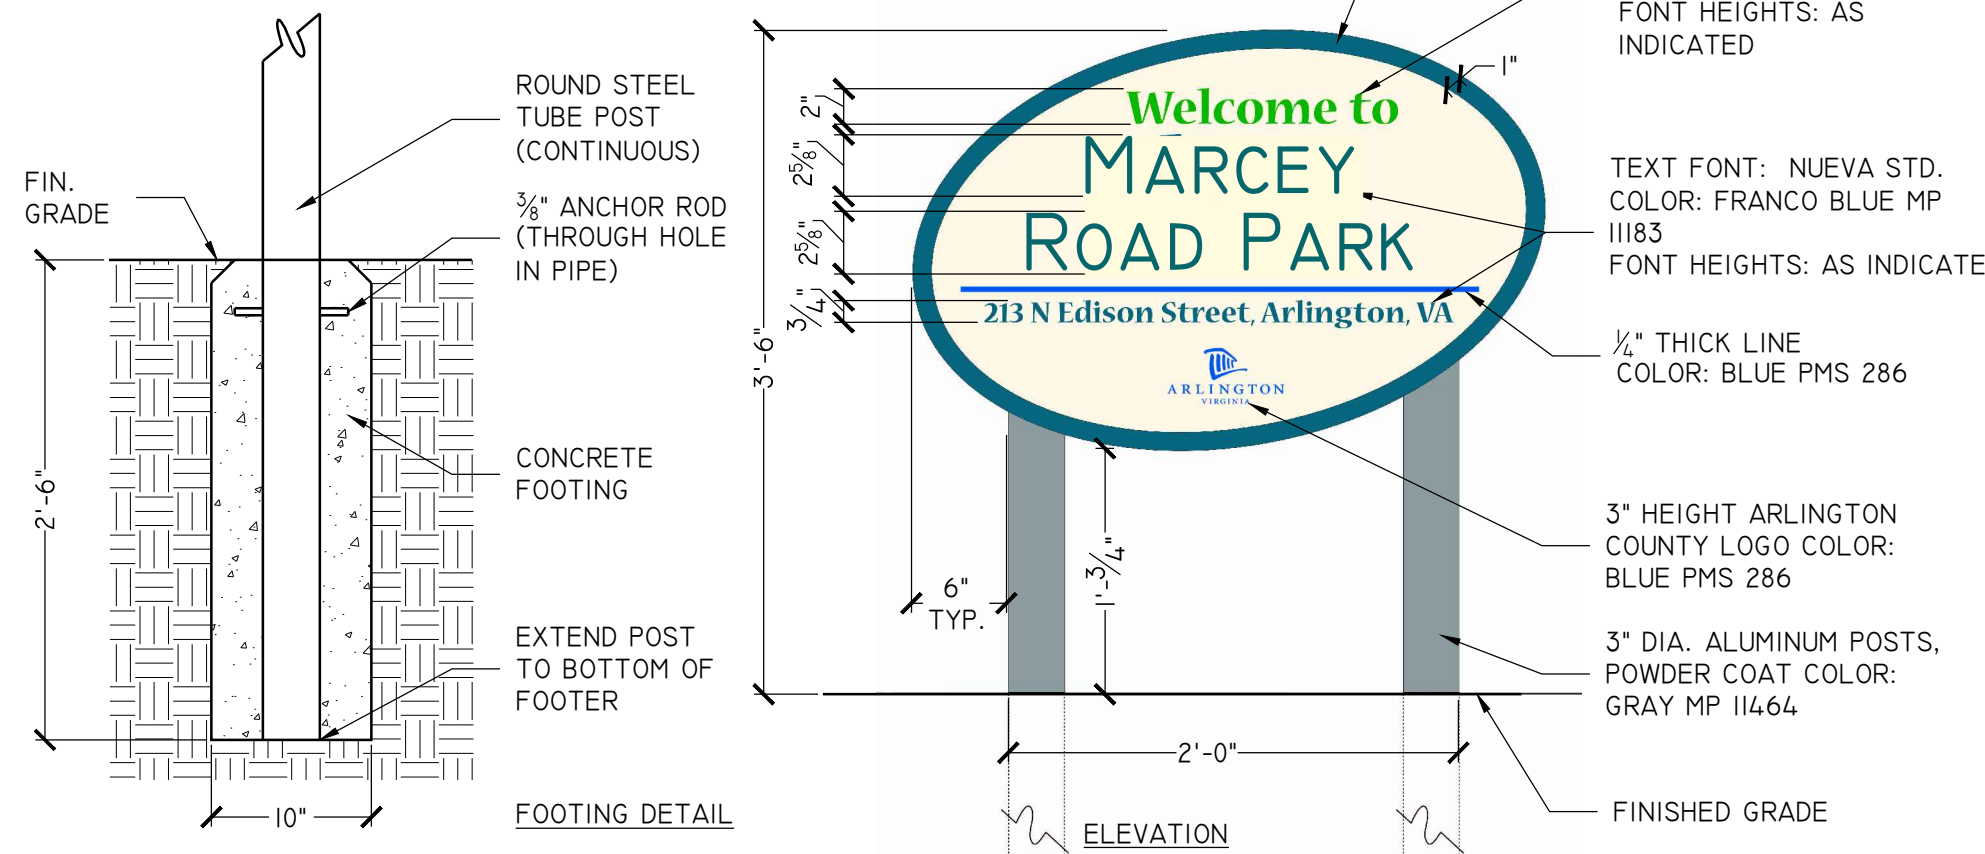 ROUND STEEL
TUBE POST
(CONTINUOUS)
FIN.
GRADE
3/8" ANCHOR ROD
(THROUGH HOLE
IN PIPE)
2'-6"
CONCRETE
FOOTING
EXTEND POST
TO BOTTOM OF
FOOTER
10"
FOOTING DETAIL
FONT HEIGHTS: AS
INDICATED
1"
2"
2 5/8"
2 5/8"
3/4"
3'-6"
Welcome to
MARCEY
ROAD PARK
213 N Edison Street, Arlington, VA
ARLINGTON
VIRGINIA
TEXT FONT: NUEVA STD.
COLOR: FRANCO BLUE MP
11183
FONT HEIGHTS: AS INDICATE
1/4" THICK LINE
COLOR: BLUE PMS 286
3" HEIGHT ARLINGTON
COUNTY LOGO COLOR:
BLUE PMS 286
6"
TYP.
1'-3/4"
3" DIA. ALUMINUM POSTS,
POWDER COAT COLOR:
GRAY MP 11464
2'-0"
FINISHED GRADE
ELEVATION